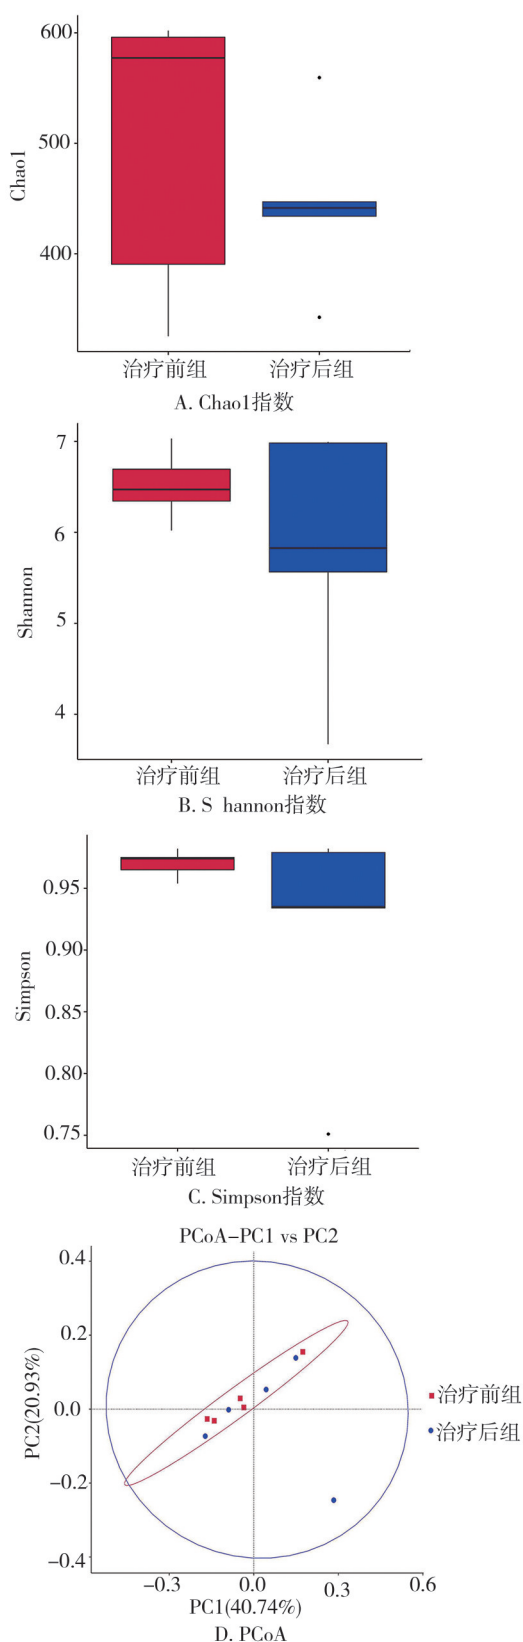 600
500
400
Chao1
治疗前组 治疗后组
A. Chao1指数
7
6
5
4
Shannon
治疗前组 治疗后组
B. S hannon指数
0.95
0.90
0.85
0.80
0.75
Simpson
治疗前组 治疗后组
C. Simpson指数
PCoA-PC1 vs PC2
0.4
0.2
0.0
-0.2
-0.4
PC2(20.93%)
治疗前组
治疗后组
-0.3 0.0 0.3 0.6
PC1(40.74%)
D. PCoA